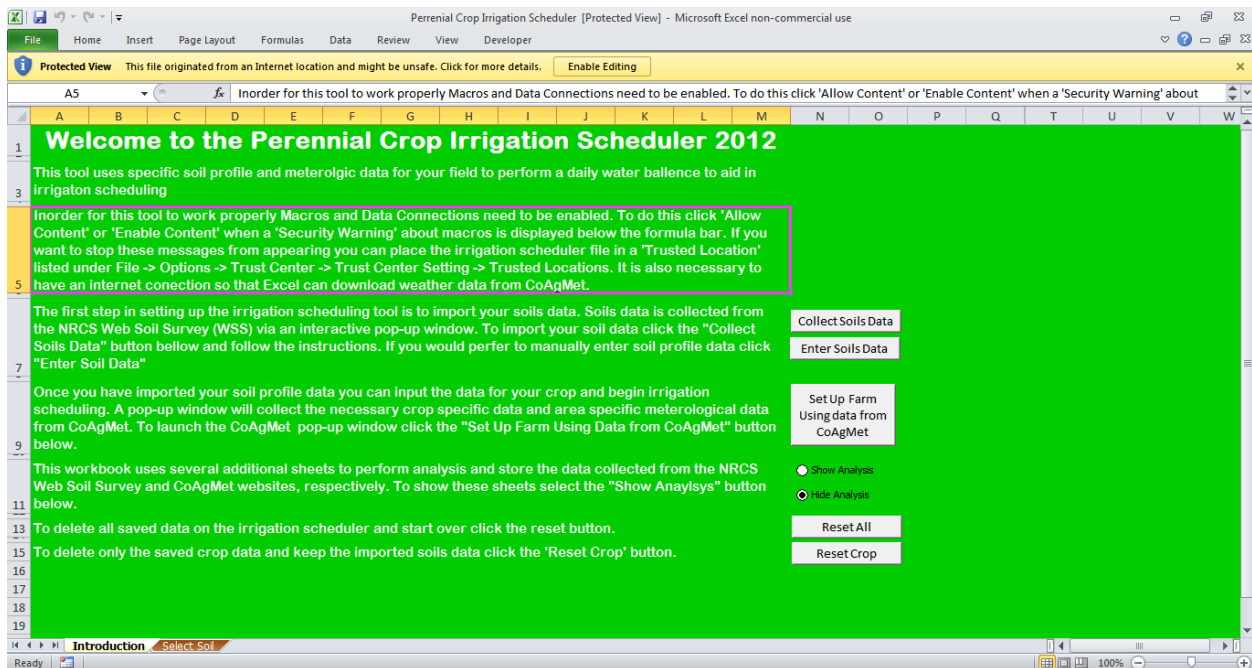 Perrenial Crop Irrigation Scheduler [Protected View] - Microsoft Excel non-commercial use
File Home Insert Page Layout Formulas Data Review View Developer
Protected View This file originated from an Internet location and might be unsafe. Click for more details. Enable Editing
A5 fx Inorder for this tool to work properly Macros and Data Connections need to be enabled. To do this click 'Allow Content' or 'Enable Content' when a 'Security Warning' about
A B C D E F G H I J K L M N O P Q T U V W
1 Welcome to the Perennial Crop Irrigation Scheduler 2012
This tool uses specific soil profile and meterolgic data for your field to perform a daily water ballence to aid in
3 irrigaton scheduling
Inorder for this tool to work properly Macros and Data Connections need to be enabled. To do this click 'Allow
Content' or 'Enable Content' when a 'Security Warning' about macros is displayed below the formula bar. If you
want to stop these messages from appearing you can place the irrigation scheduler file in a 'Trusted Location'
listed under File -> Options -> Trust Center -> Trust Center Setting -> Trusted Locations. It is also necessary to
5 have an internet conection so that Excel can download weather data from CoAgMet.
The first step in setting up the irrigation scheduling tool is to import your soils data. Soils data is collected from
the NRCS Web Soil Survey (WSS) via an interactive pop-up window. To import your soil data click the "Collect
Soils Data" button bellow and follow the instructions. If you would perfer to manually enter soil profile data click
7 "Enter Soil Data"
Collect Soils Data
Enter Soils Data
Once you have imported your soil profile data you can input the data for your crop and begin irrigation
scheduling. A pop-up window will collect the necessary crop specific data and area specific meterological data
from CoAgMet. To launch the CoAgMet pop-up window click the "Set Up Farm Using Data from CoAgMet" button
9 below.
Set Up Farm
Using data from
CoAgMet
This workbook uses several additional sheets to perform analysis and store the data collected from the NRCS
Web Soil Survey and CoAgMet websites, respectively. To show these sheets select the "Show Anaylsys" button
11 below.
Show Analysis
Hide Analysis
13 To delete all saved data on the irrigation scheduler and start over click the reset button.
Reset All
15 To delete only the saved crop data and keep the imported soils data click the 'Reset Crop' button.
Reset Crop
16
17
18
19
Introduction Select Soil
Ready 100%